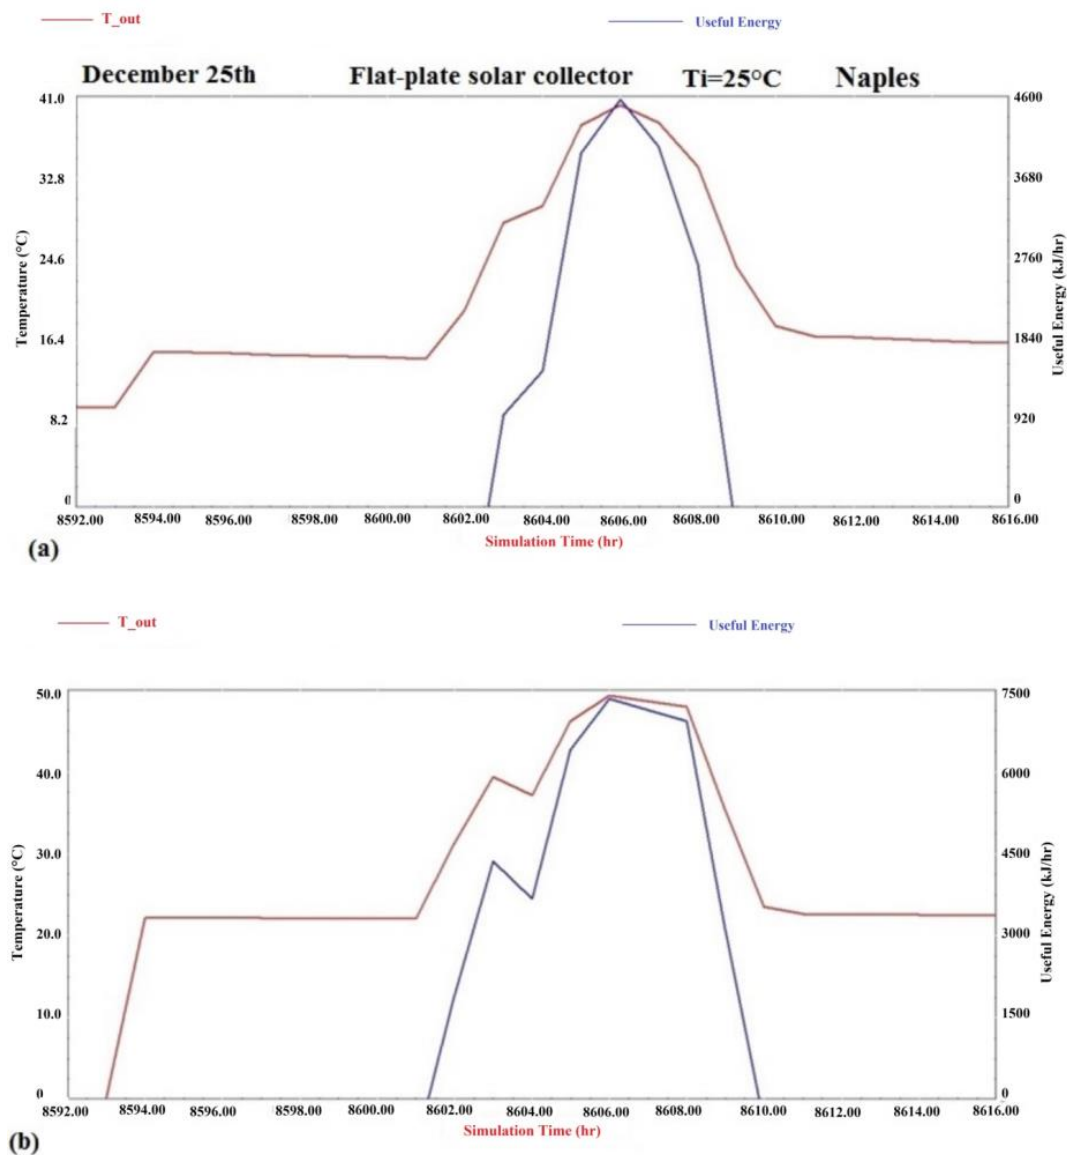 T_out Useful Energy
December 25th Flat-plate solar collector Ti=25°C Naples
41.0 4600
32.8 3680
24.6 2760
16.4 1840
8.2 920
0 0
Temperature (°C)
Useful Energy (kJ/hr)
8592.00 8594.00 8596.00 8598.00 8600.00 8602.00 8604.00 8606.00 8608.00 8610.00 8612.00 8614.00 8616.00
Simulation Time (hr)
(a)
T_out Useful Energy
50.0 7500
40.0 6000
30.0 4500
20.0 3000
10.0 1500
0 0
Temperature (°C)
Useful Energy (kJ/hr)
8592.00 8594.00 8596.00 8598.00 8600.00 8602.00 8604.00 8606.00 8608.00 8610.00 8612.00 8614.00 8616.00
Simulation Time (hr)
(b)